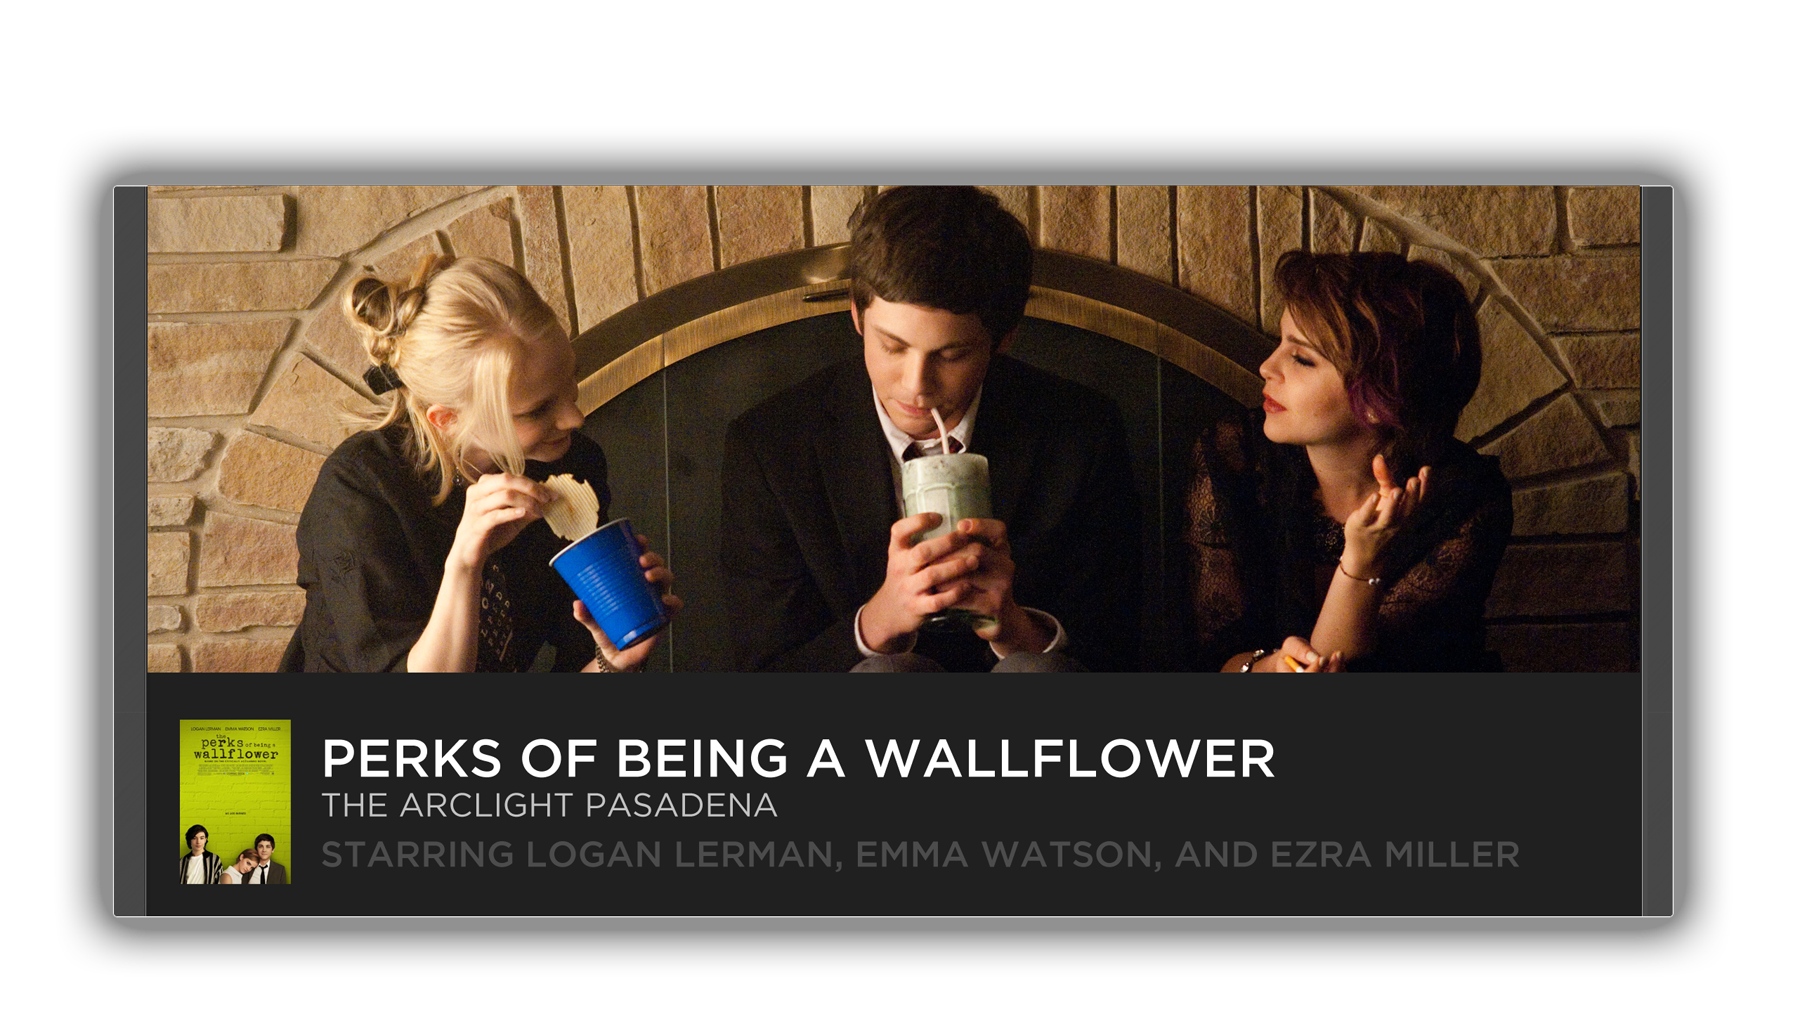 LOGAN LERMAN EMMA WATSON EZRA MILLER
the
perks of being a
wallflower
PERKS OF BEING A WALLFLOWER
THE ARCLIGHT PASADENA
STARRING LOGAN LERMAN, EMMA WATSON, AND EZRA MILLER